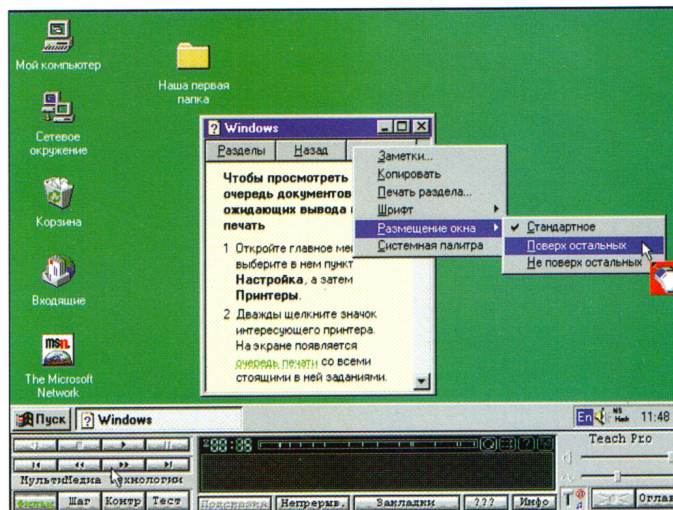 Мой компьютер
Наша первая
папка
Сетевое
окружение
Корзина
Входящие
msn.
The Microsoft
Network
Windows
Разделы Назад
Чтобы просмотреть
очередь документов
ожидающих вывода
печать
1 Откройте главное
выберите в нем пункт
Настройка, а затем
Принтеры.
2 Дважды щелкните значок
интересующего принтера.
На экране появляется
очередь печати со всеми
стоящими в ней заданиями.
Заметки...
Копировать
Печать раздела...
Шрифт
Размещение окна
Системная палитра
Стандартное
Поверх остальных
Не поверх остальных
Пуск Windows En 11:48
Teach Pro
МультиМедиа Технологии
Фильм Шаг Контр Тест Подсказка Непрерыв. Закладки ??? Инфо